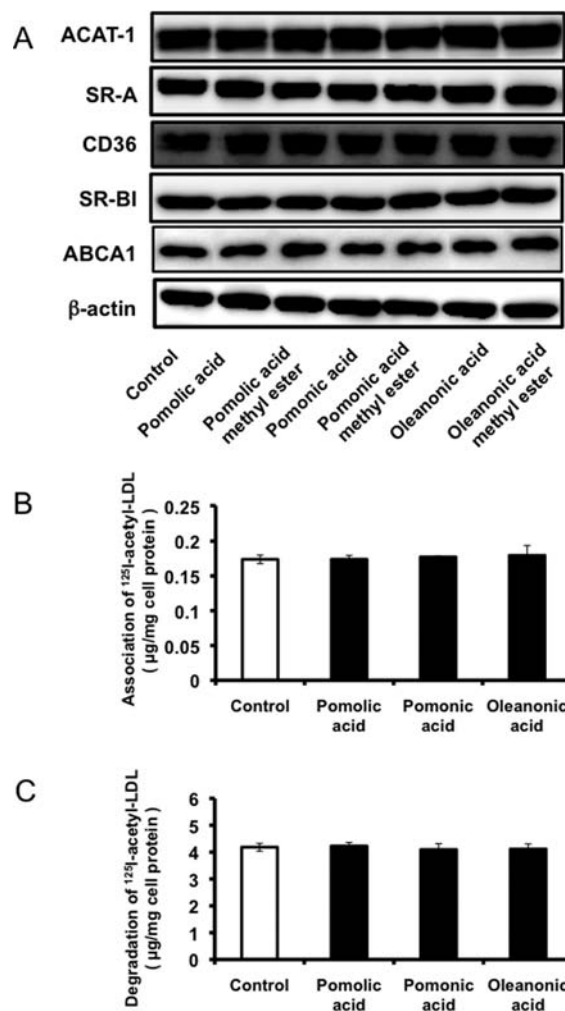 A
ACAT-1
SR-A
CD36
SR-BI
ABCA1
β-actin
Control
Pomolic acid
Pomolic acid
methyl ester
Pomonic acid
Pomonic acid
methyl ester
Oleanonic acid
Oleanonic acid
methyl ester
B
Association of ¹²⁵I-acetyl-LDL
( μg/mg cell protein )
0.25
0.2
0.15
0.1
0.05
0
Control
Pomolic
acid
Pomonic
acid
Oleanonic
acid
C
Degradation of ¹²⁵I-acetyl-LDL
( μg/mg cell protein )
6
5
4
3
2
1
0
Control
Pomolic
acid
Pomonic
acid
Oleanonic
acid